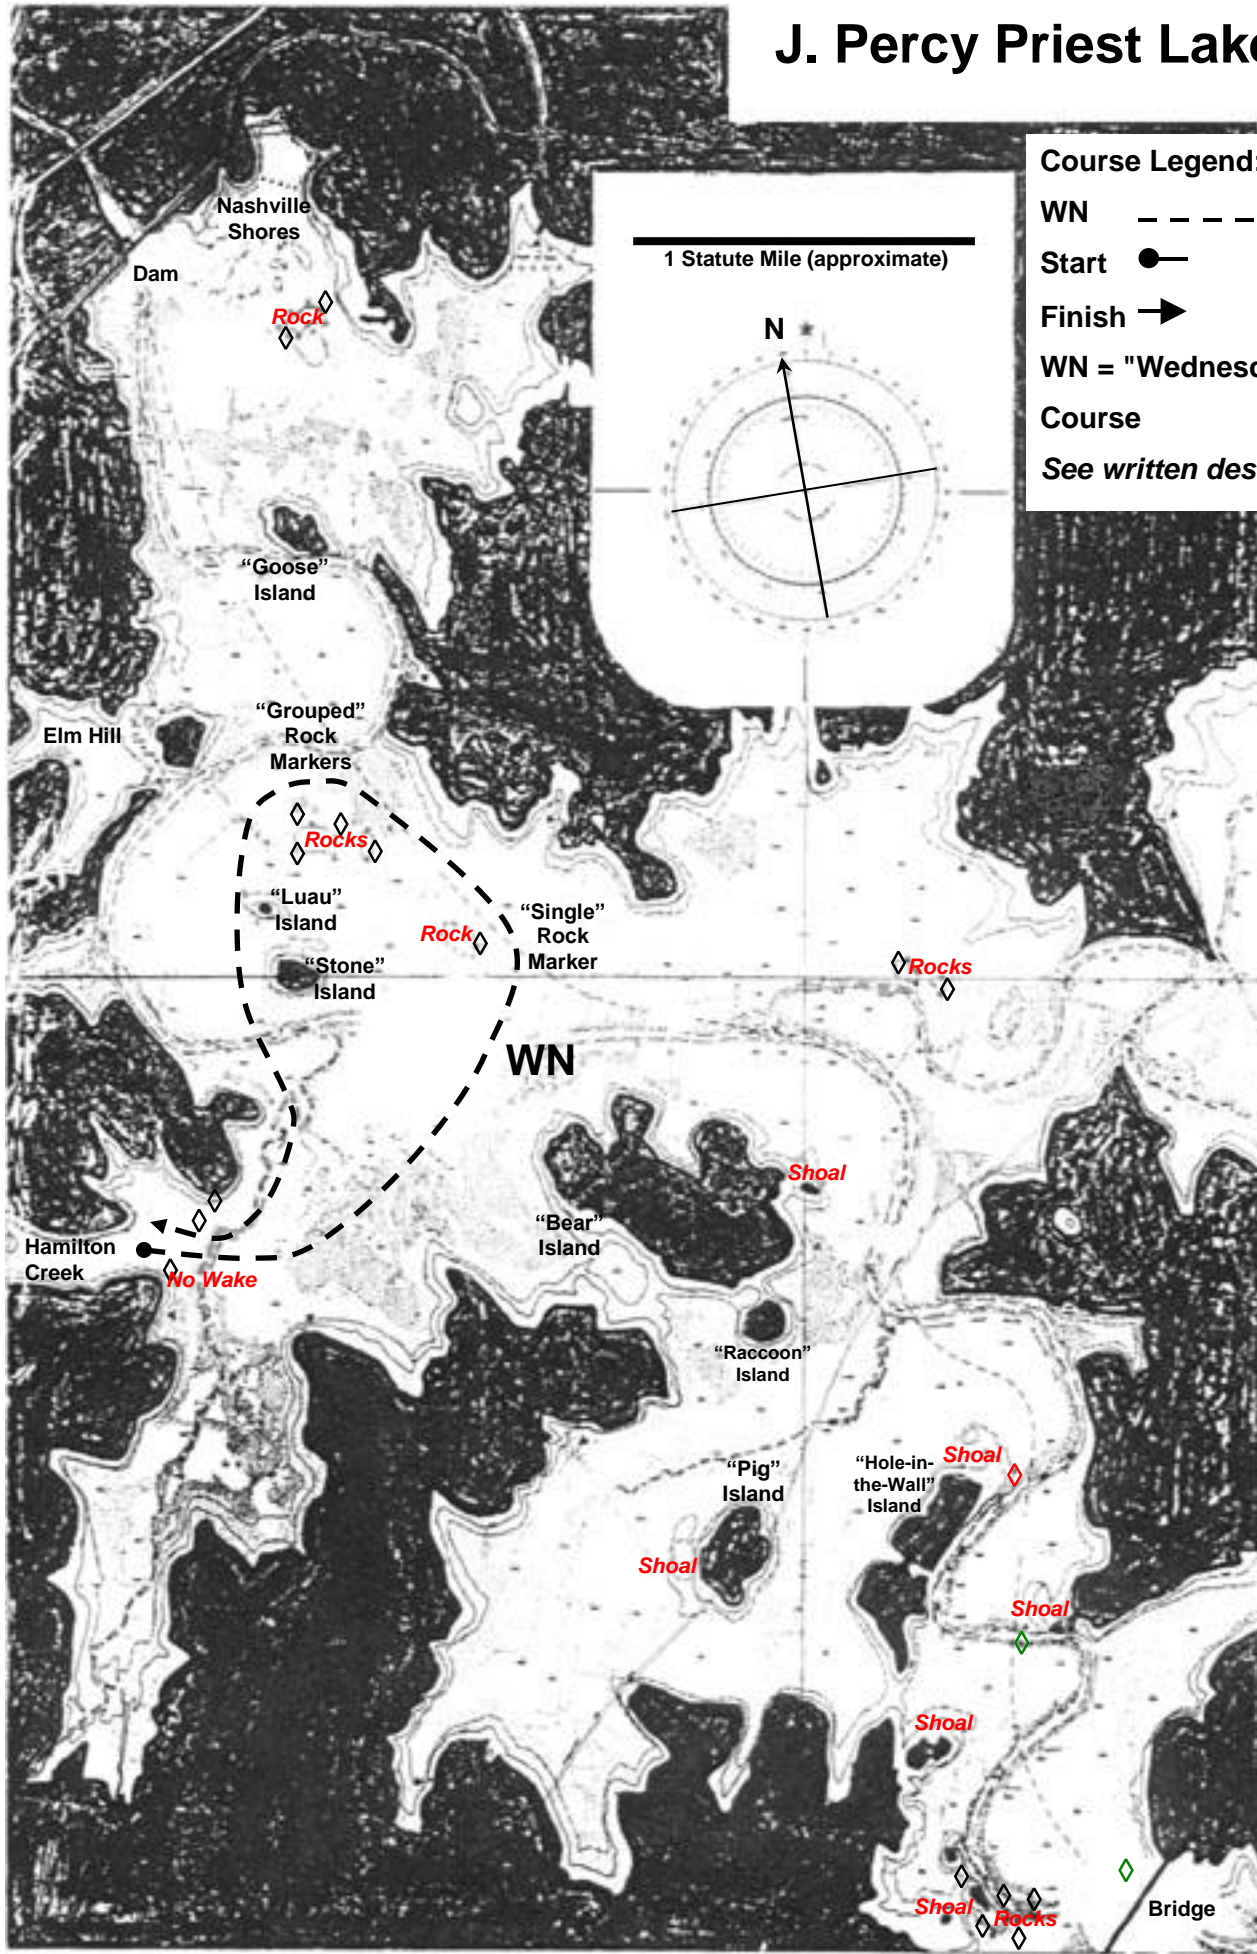 J. Percy Priest Lake
Course Legend:
WN
Start
Finish
WN = "Wednesd
Course
See written des
1 Statute Mile (approximate)
N
Nashville
Shores
Dam
Rock
“Goose”
Island
Elm Hill
“Grouped”
Rock
Markers
Rocks
“Luau”
Island
“Stone”
Island
Rock
“Single”
Rock
Marker
Rocks
WN
Shoal
“Bear”
Island
Hamilton
Creek
No Wake
“Raccoon”
Island
“Pig”
Island
“Hole-in-
the-Wall”
Island
Shoal
Shoal
Shoal
Shoal
Shoal
Rocks
Bridge